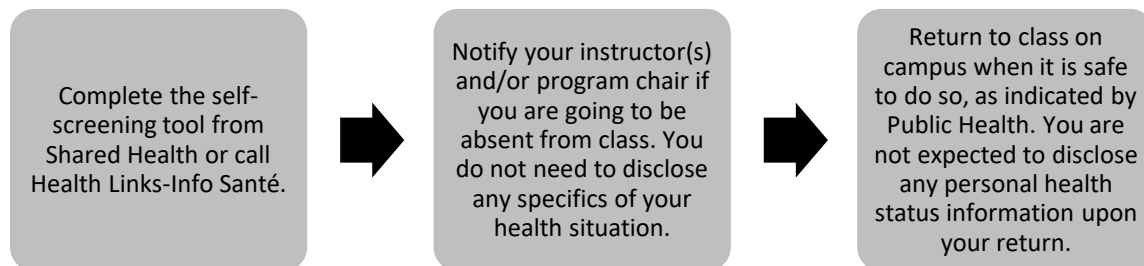 Complete the self-
screening tool from
Shared Health or call
Health Links-Info Santé.
Notify your instructor(s)
and/or program chair if
you are going to be
absent from class. You
do not need to disclose
any specifics of your
health situation.
Return to class on
campus when it is safe
to do so, as indicated by
Public Health. You are
not expected to disclose
any personal health
status information upon
your return.